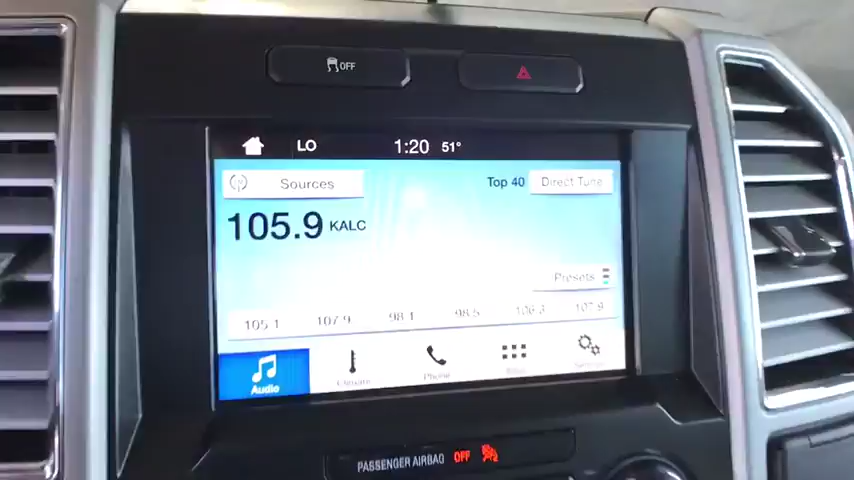 OFF
LO 1:20 51°
Sources Top 40 Direct Tune
105.9 KALC
Presets
105.1 107.9 98.1 98.5 106.3 107.9
Audio Climate Phone
PASSENGER AIRBAG OFF